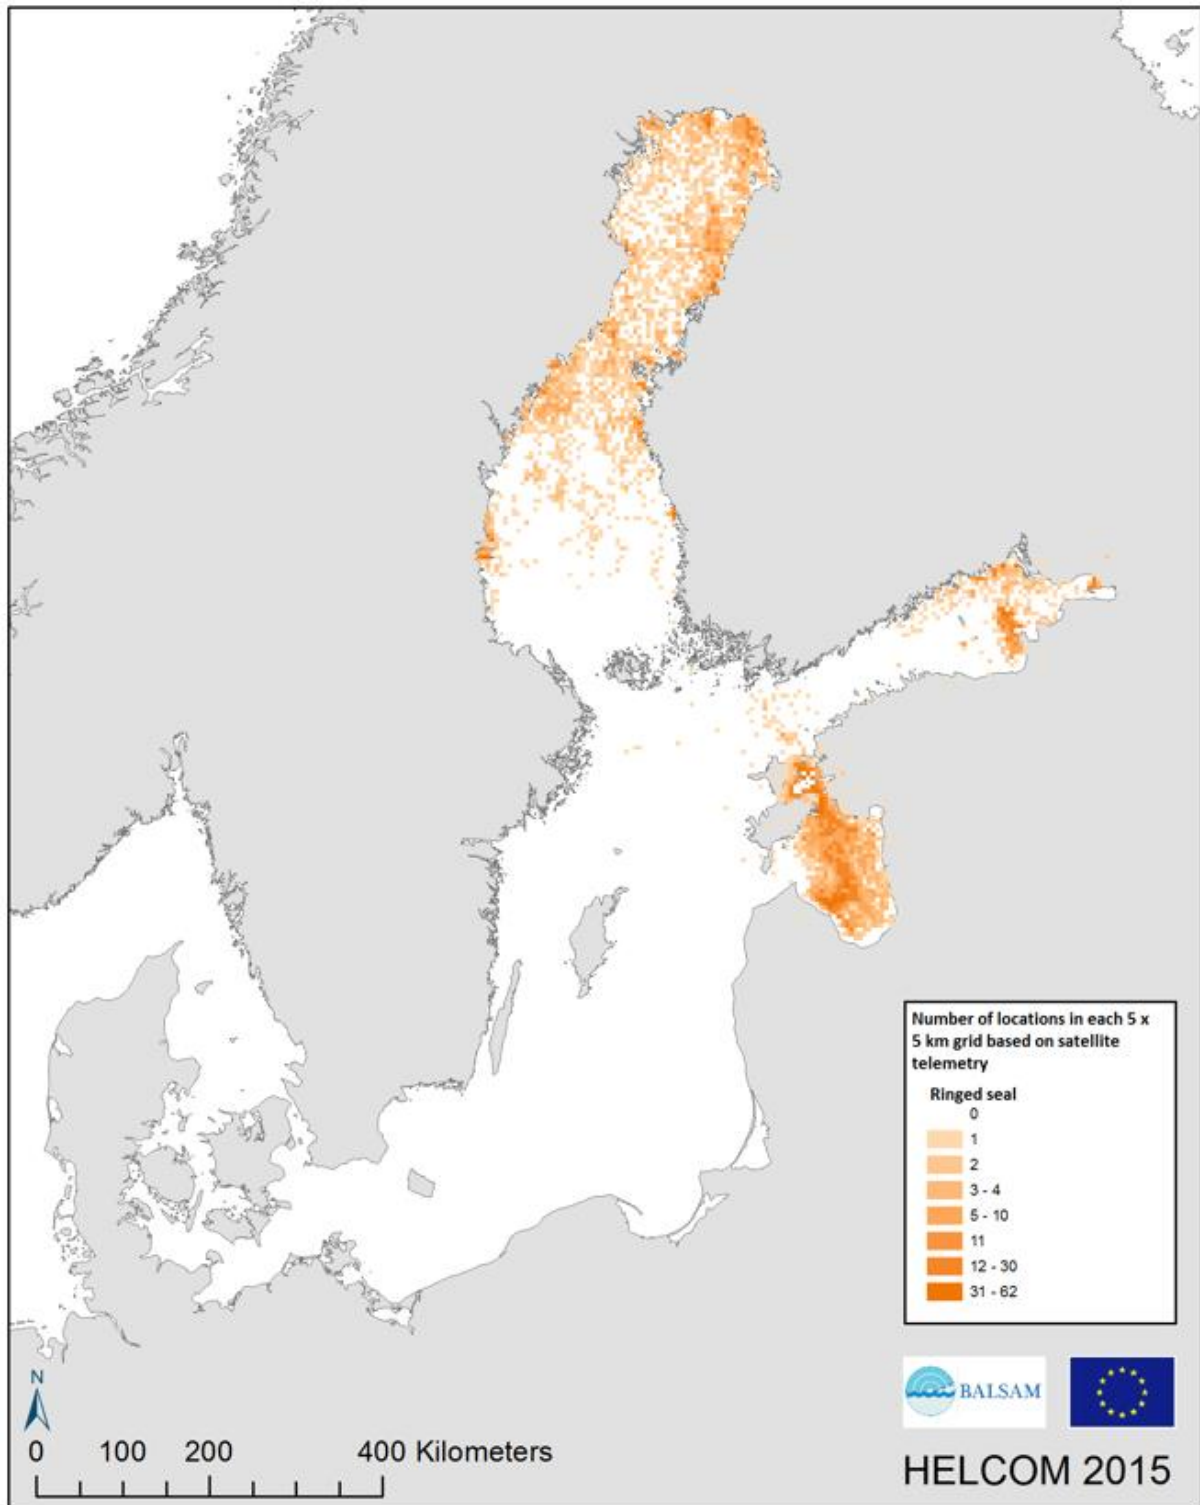 Number of locations in each 5 x
5 km grid based on satellite
telemetry
Ringed seal
0
1
2
3 - 4
5 - 10
11
12 - 30
31 - 62
BALSAM
HELCOM 2015
N
0 100 200 400 Kilometers